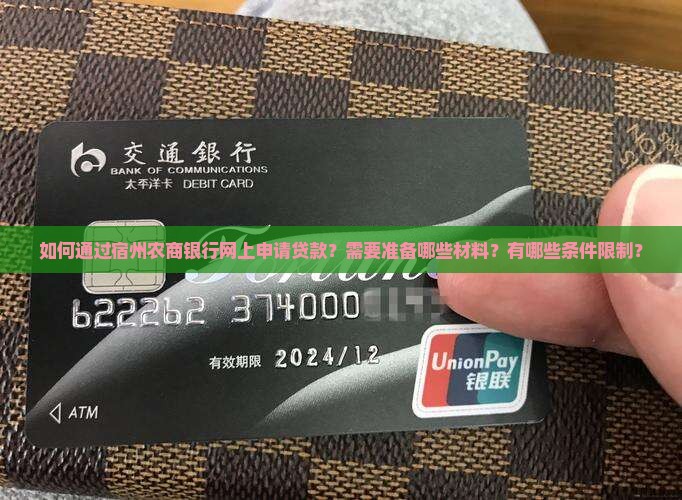 交通銀行
BANK OF COMMUNICATIONS
太平洋卡 DEBIT CARD
如何通过宿州农商银行网上申请贷款？需要准备哪些材料？有哪些条件限制？
622262 374000
有效期限 2024/12
UnionPay
银联
ATM